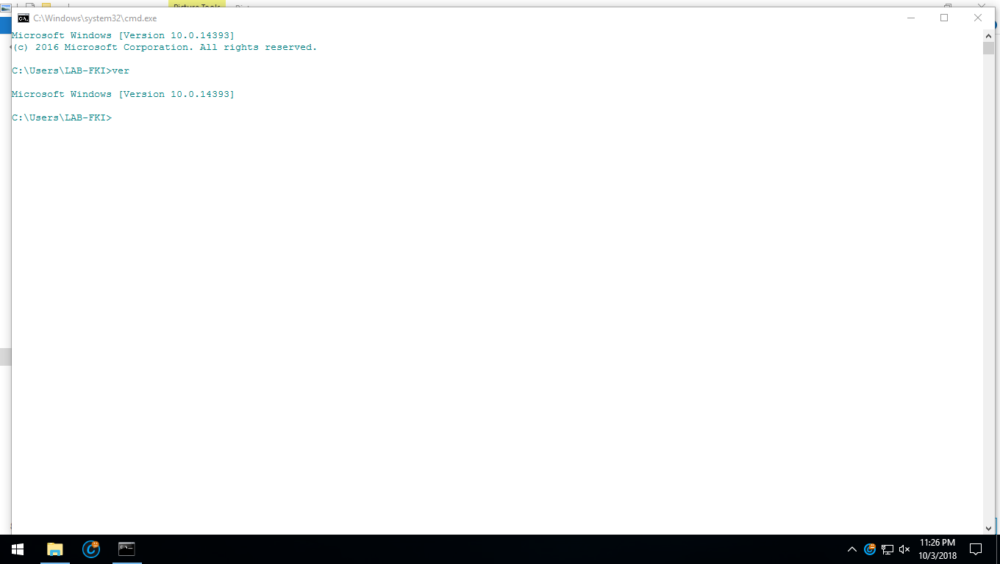 C:\Windows\system32\cmd.exe
Microsoft Windows [Version 10.0.14393]
(c) 2016 Microsoft Corporation. All rights reserved.
C:\Users\LAB-FKI>ver
Microsoft Windows [Version 10.0.14393]
C:\Users\LAB-FKI>
11:26 PM
10/3/2018